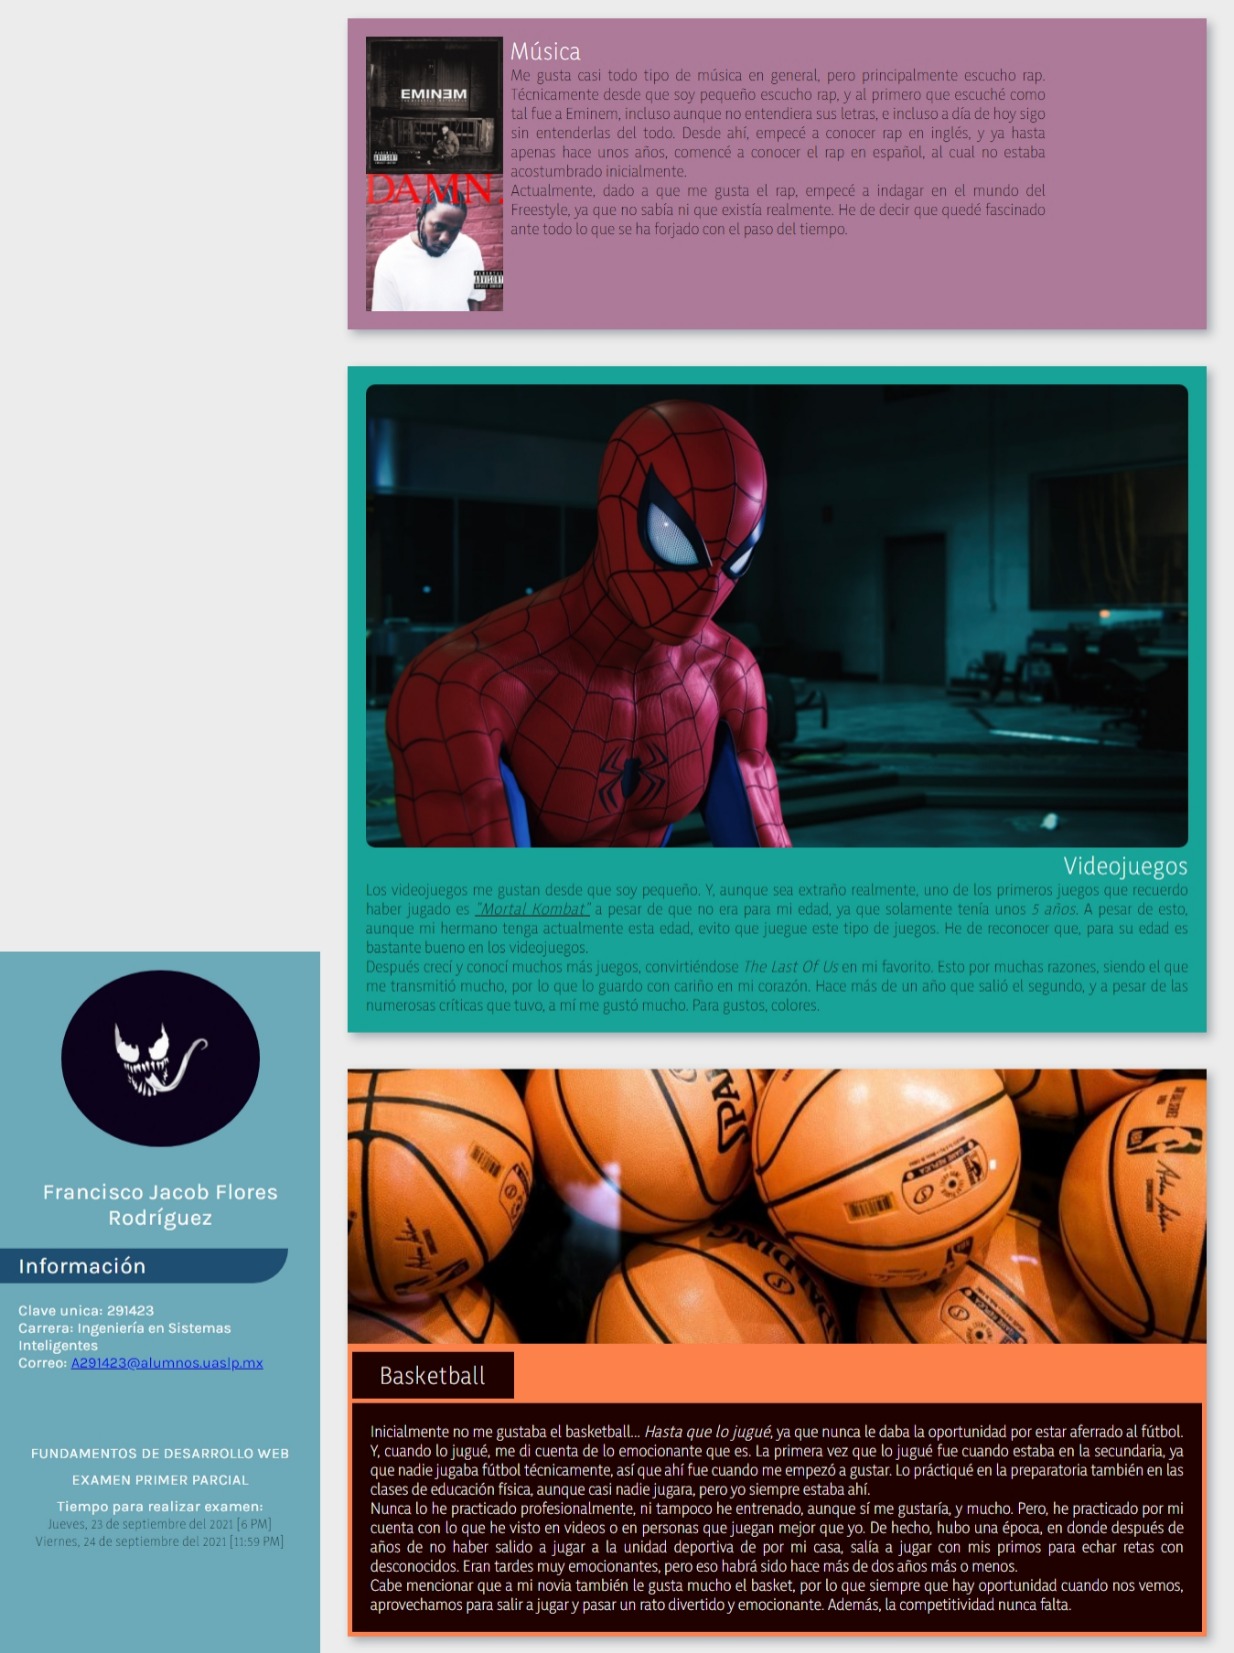 EMINEM
DAMN.
Música
Me gusta casi todo tipo de música en general, pero principalmente escucho rap.
Técnicamente desde que soy pequeño escucho rap, y al primero que escuché como
tal fue a Eminem, incluso aunque no entendiera sus letras, e incluso a día de hoy sigo
sin entenderlas del todo. Desde ahí, empecé a conocer rap en inglés, y ya hasta
apenas hace unos años, comencé a conocer el rap en español, al cual no estaba
acostumbrado inicialmente.
Actualmente, dado a que me gusta el rap, empecé a indagar en el mundo del
Freestyle, ya que no sabía ni que existía realmente. He de decir que quedé fascinado
ante todo lo que se ha forjado con el paso del tiempo.
Videojuegos
Los videojuegos me gustan desde que soy pequeño. Y, aunque sea extraño realmente, uno de los primeros juegos que recuerdo
haber jugado es "Mortal Kombat" a pesar de que no era para mi edad, ya que solamente tenía unos 5 años. A pesar de esto,
aunque mi hermano tenga actualmente esta edad, evito que juegue este tipo de juegos. He de reconocer que, para su edad es
bastante bueno en los videojuegos.
Después crecí y conocí muchos más juegos, convirtiéndose The Last Of Us en mi favorito. Esto por muchas razones, siendo el que
me transmitió mucho, por lo que lo guardo con cariño en mi corazón. Hace más de un año que salió el segundo, y a pesar de las
numerosas críticas que tuvo, a mí me gustó mucho. Para gustos, colores.
Francisco Jacob Flores
Rodríguez
Información
Clave unica: 291423
Carrera: Ingeniería en Sistemas
Inteligentes
Correo: A291423@alumnos.uaslp.mx
FUNDAMENTOS DE DESARROLLO WEB
EXAMEN PRIMER PARCIAL
Tiempo para realizar examen:
Jueves, 23 de septiembre del 2021 [6 PM]
Viernes, 24 de septiembre del 2021 [11:59 PM]
Basketball
Inicialmente no me gustaba el basketball... Hasta que lo jugué, ya que nunca le daba la oportunidad por estar aferrado al fútbol.
Y, cuando lo jugué, me di cuenta de lo emocionante que es. La primera vez que lo jugué fue cuando estaba en la secundaria, ya
que nadie jugaba fútbol técnicamente, así que ahí fue cuando me empezó a gustar. Lo práctiqué en la preparatoria también en las
clases de educación física, aunque casi nadie jugara, pero yo siempre estaba ahí.
Nunca lo he practicado profesionalmente, ni tampoco he entrenado, aunque sí me gustaría, y mucho. Pero, he practicado por mi
cuenta con lo que he visto en videos o en personas que juegan mejor que yo. De hecho, hubo una época, en donde después de
años de no haber salido a jugar a la unidad deportiva de por mi casa, salía a jugar con mis primos para echar retas con
desconocidos. Eran tardes muy emocionantes, pero eso habrá sido hace más de dos años más o menos.
Cabe mencionar que a mi novia también le gusta mucho el basket, por lo que siempre que hay oportunidad cuando nos vemos,
aprovechamos para salir a jugar y pasar un rato divertido y emocionante. Además, la competitividad nunca falta.